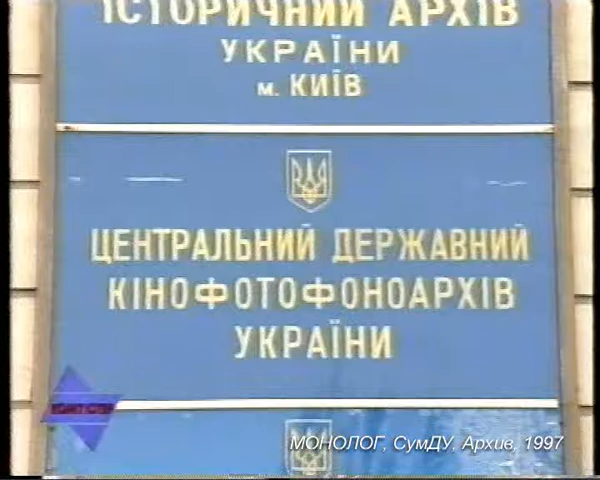 ІСТОРИЧНИЙ АРХІВ
УКРАЇНИ
м. КИЇВ
ЦЕНТРАЛЬНИЙ ДЕРЖАВНИЙ
КІНОФОТОФОНОАРХІВ
УКРАЇНИ
МОНОЛОГ, СумДУ, Архив, 1997